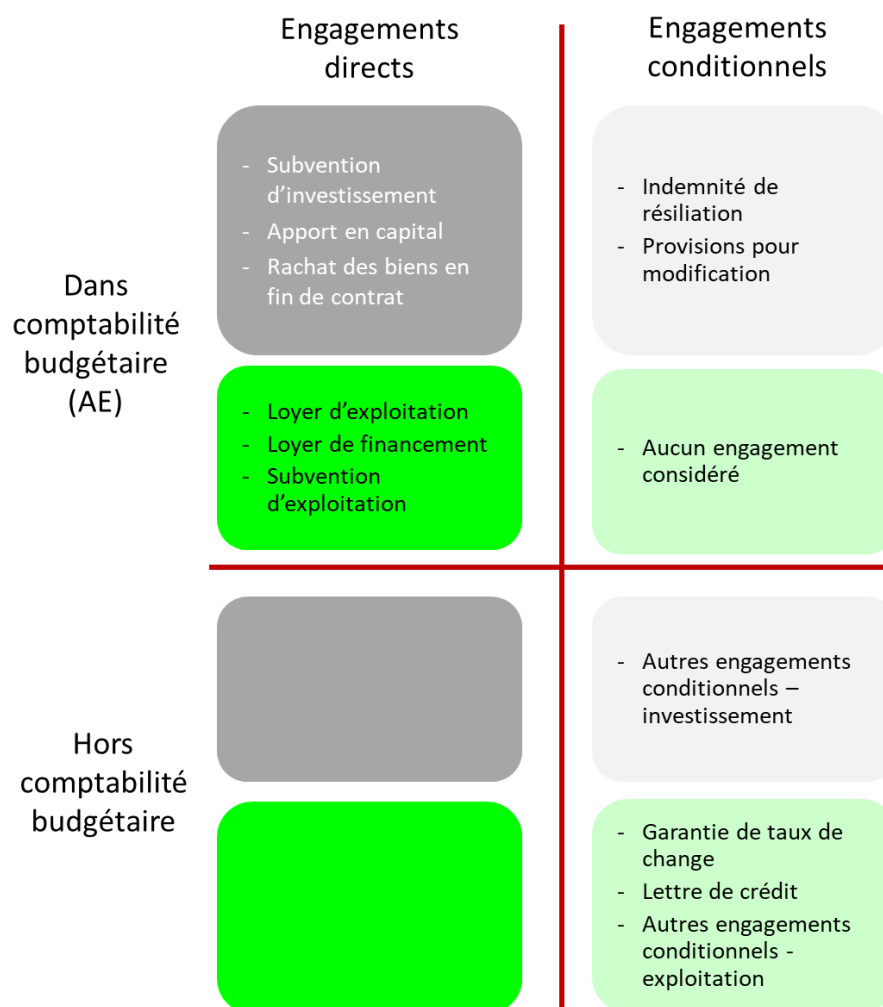 Engagements
directs
Engagements
conditionnels
Dans
comptabilité
budgétaire
(AE)
- Subvention
d’investissement
- Apport en capital
- Rachat des biens en
fin de contrat
- Indemnité de
résiliation
- Provisions pour
modification
- Loyer d’exploitation
- Loyer de financement
- Subvention
d’exploitation
- Aucun engagement
considéré
Hors
comptabilité
budgétaire
- Autres engagements
conditionnels –
investissement
- Garantie de taux de
change
- Lettre de crédit
- Autres engagements
conditionnels -
exploitation